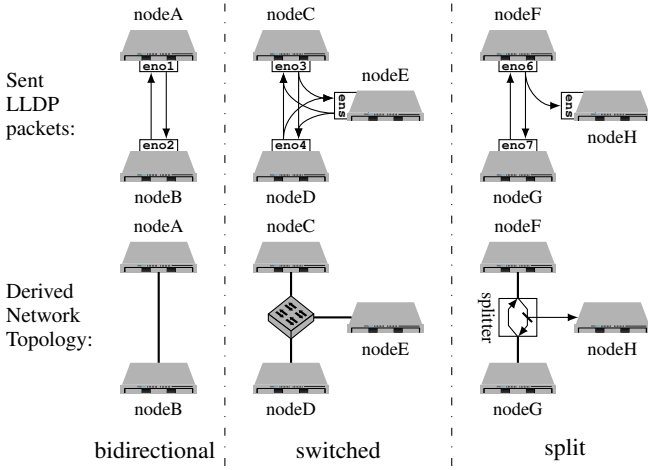 nodeA
nodeC
nodeF
eno1
eno3
eno6
nodeE
Sent
LLDP
packets:
ens
ens
eno2
eno4
eno7
nodeH
nodeB
nodeD
nodeG
nodeA
nodeC
nodeF
Derived
Network
Topology:
splitter
nodeE
nodeH
nodeB
nodeD
nodeG
bidirectional
switched
split